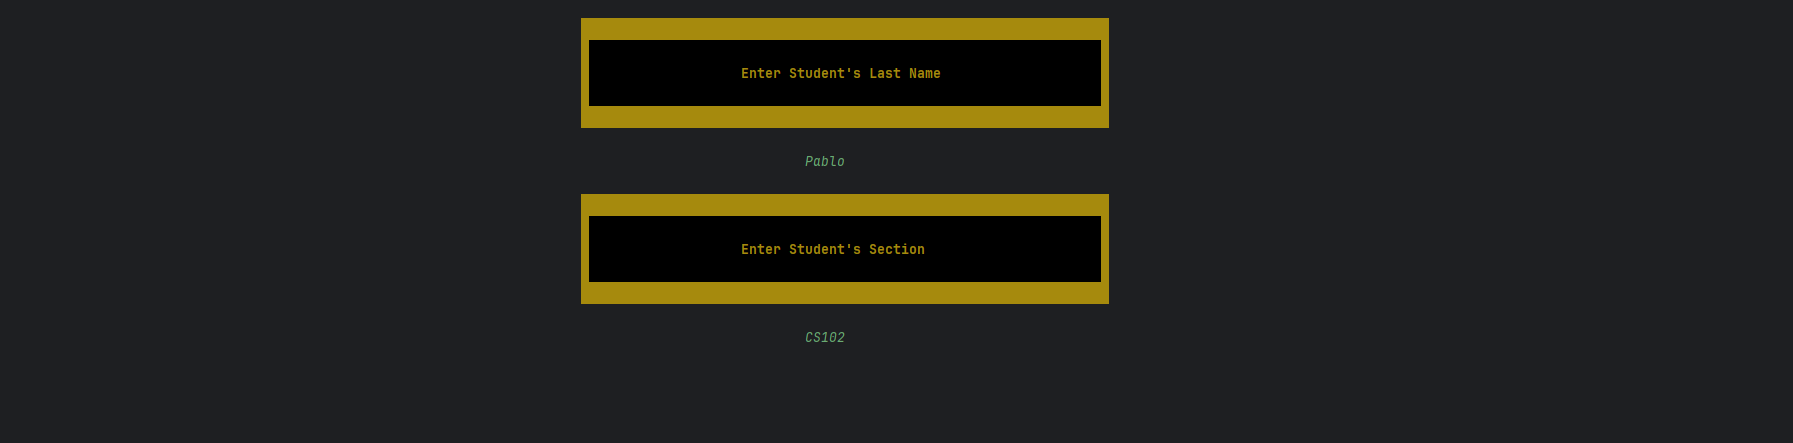 Enter Student's Last Name
Pablo
Enter Student's Section
CS102